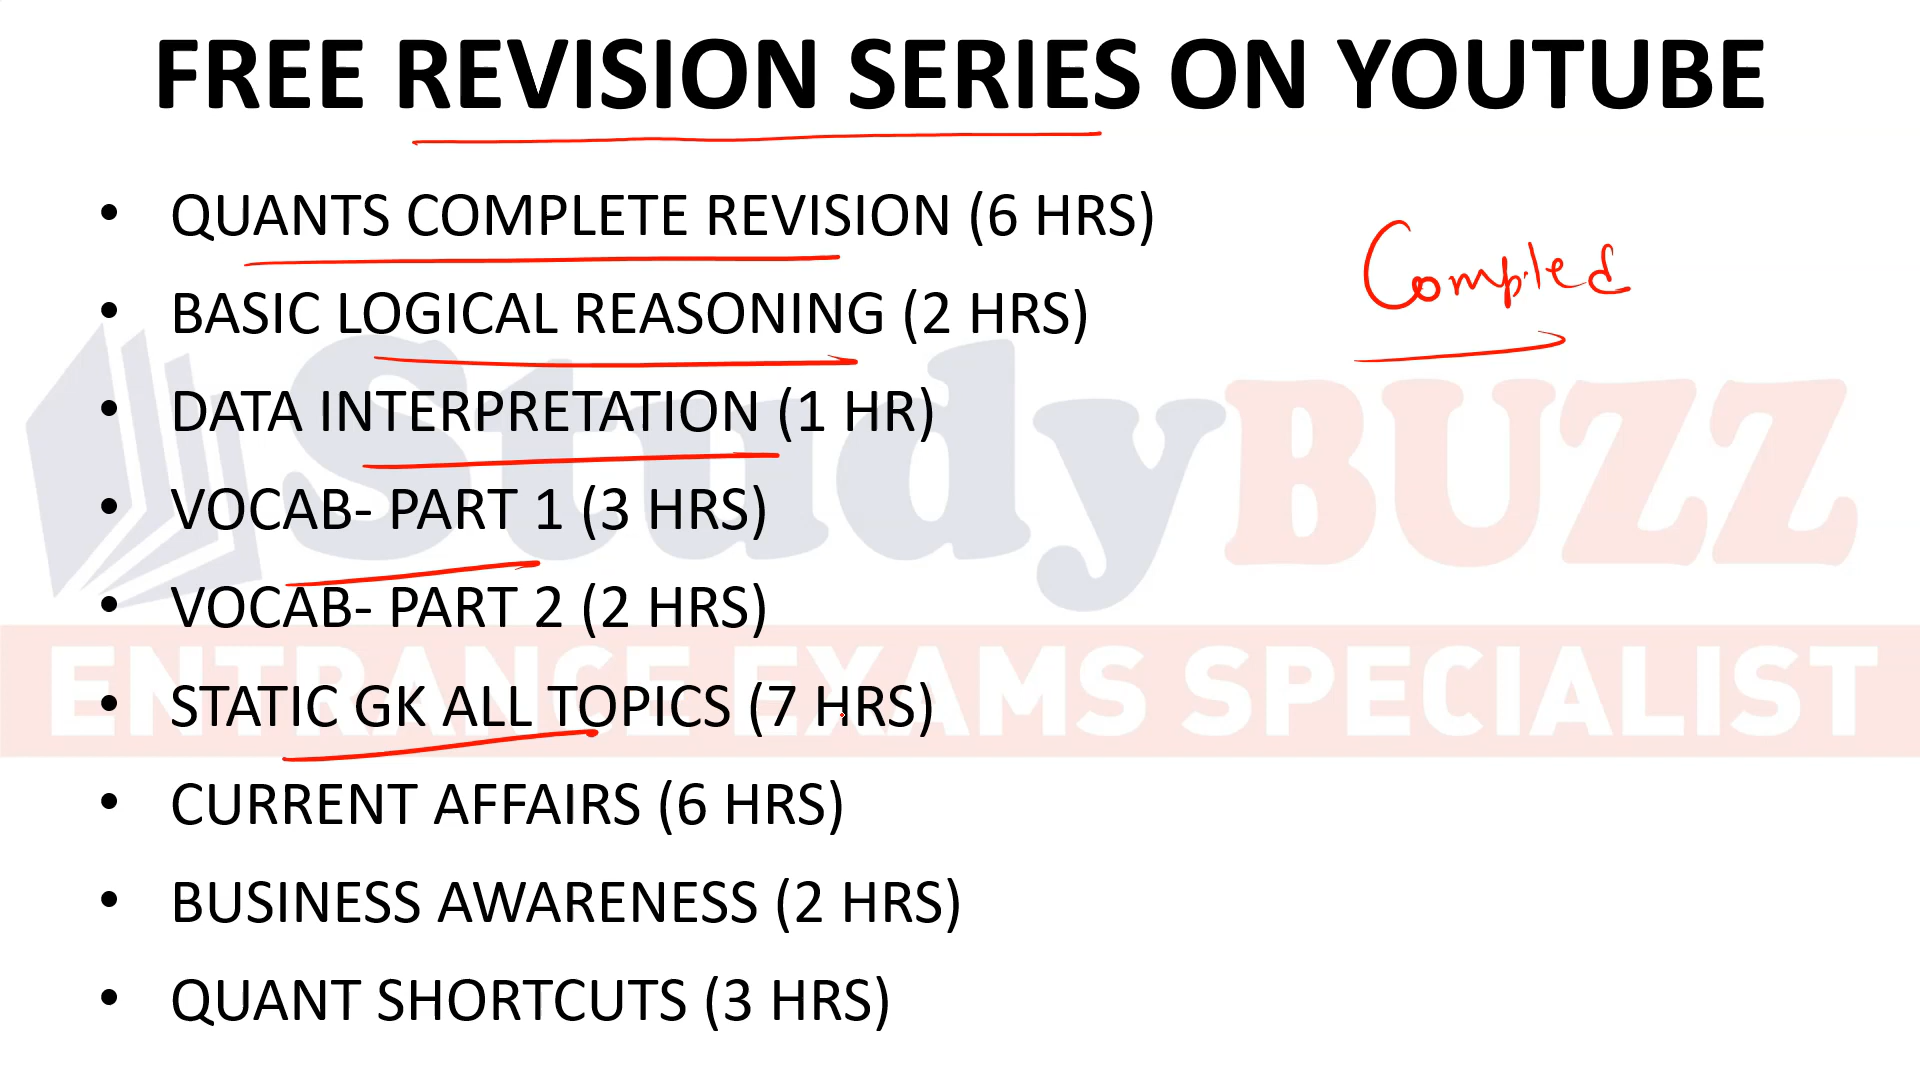 FREE REVISION SERIES ON YOUTUBE
• QUANTS COMPLETE REVISION (6 HRS)
Compiled
• BASIC LOGICAL REASONING (2 HRS)
• DATA INTERPRETATION (1 HR)
StudyBUZZ
• VOCAB- PART 1 (3 HRS)
• VOCAB- PART 2 (2 HRS)
ENTRANCE EXAMS SPECIALIST
• STATIC GK ALL TOPICS (7 HRS)
• CURRENT AFFAIRS (6 HRS)
• BUSINESS AWARENESS (2 HRS)
• QUANT SHORTCUTS (3 HRS)